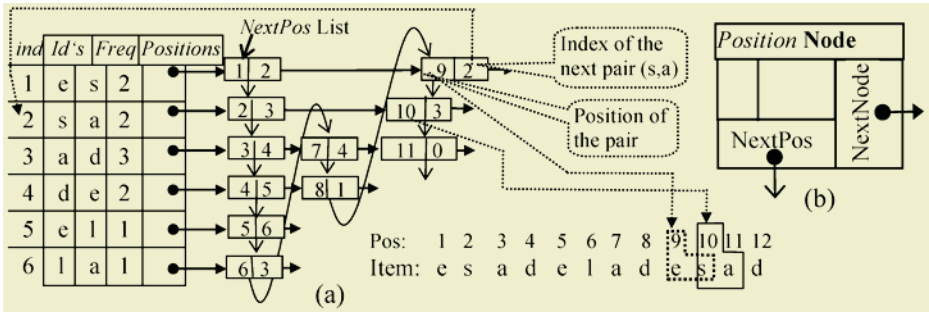 NextPos List
ind Id's Freq Positions
1 e s 2
2 s a 2
3 a d 3
4 d e 2
5 e l 1
6 l a 1
1 2
9 2
2 3
10 3
3 4
7 4
11 0
4 5
8 1
5 6
6 3
Index of the
next pair (s,a)
Position of
the pair
Pos: 1 2 3 4 5 6 7 8 9 10 11 12
Item: e s a d e l a d e s a d
(a)
Position Node
NextPos
NextNode
(b)